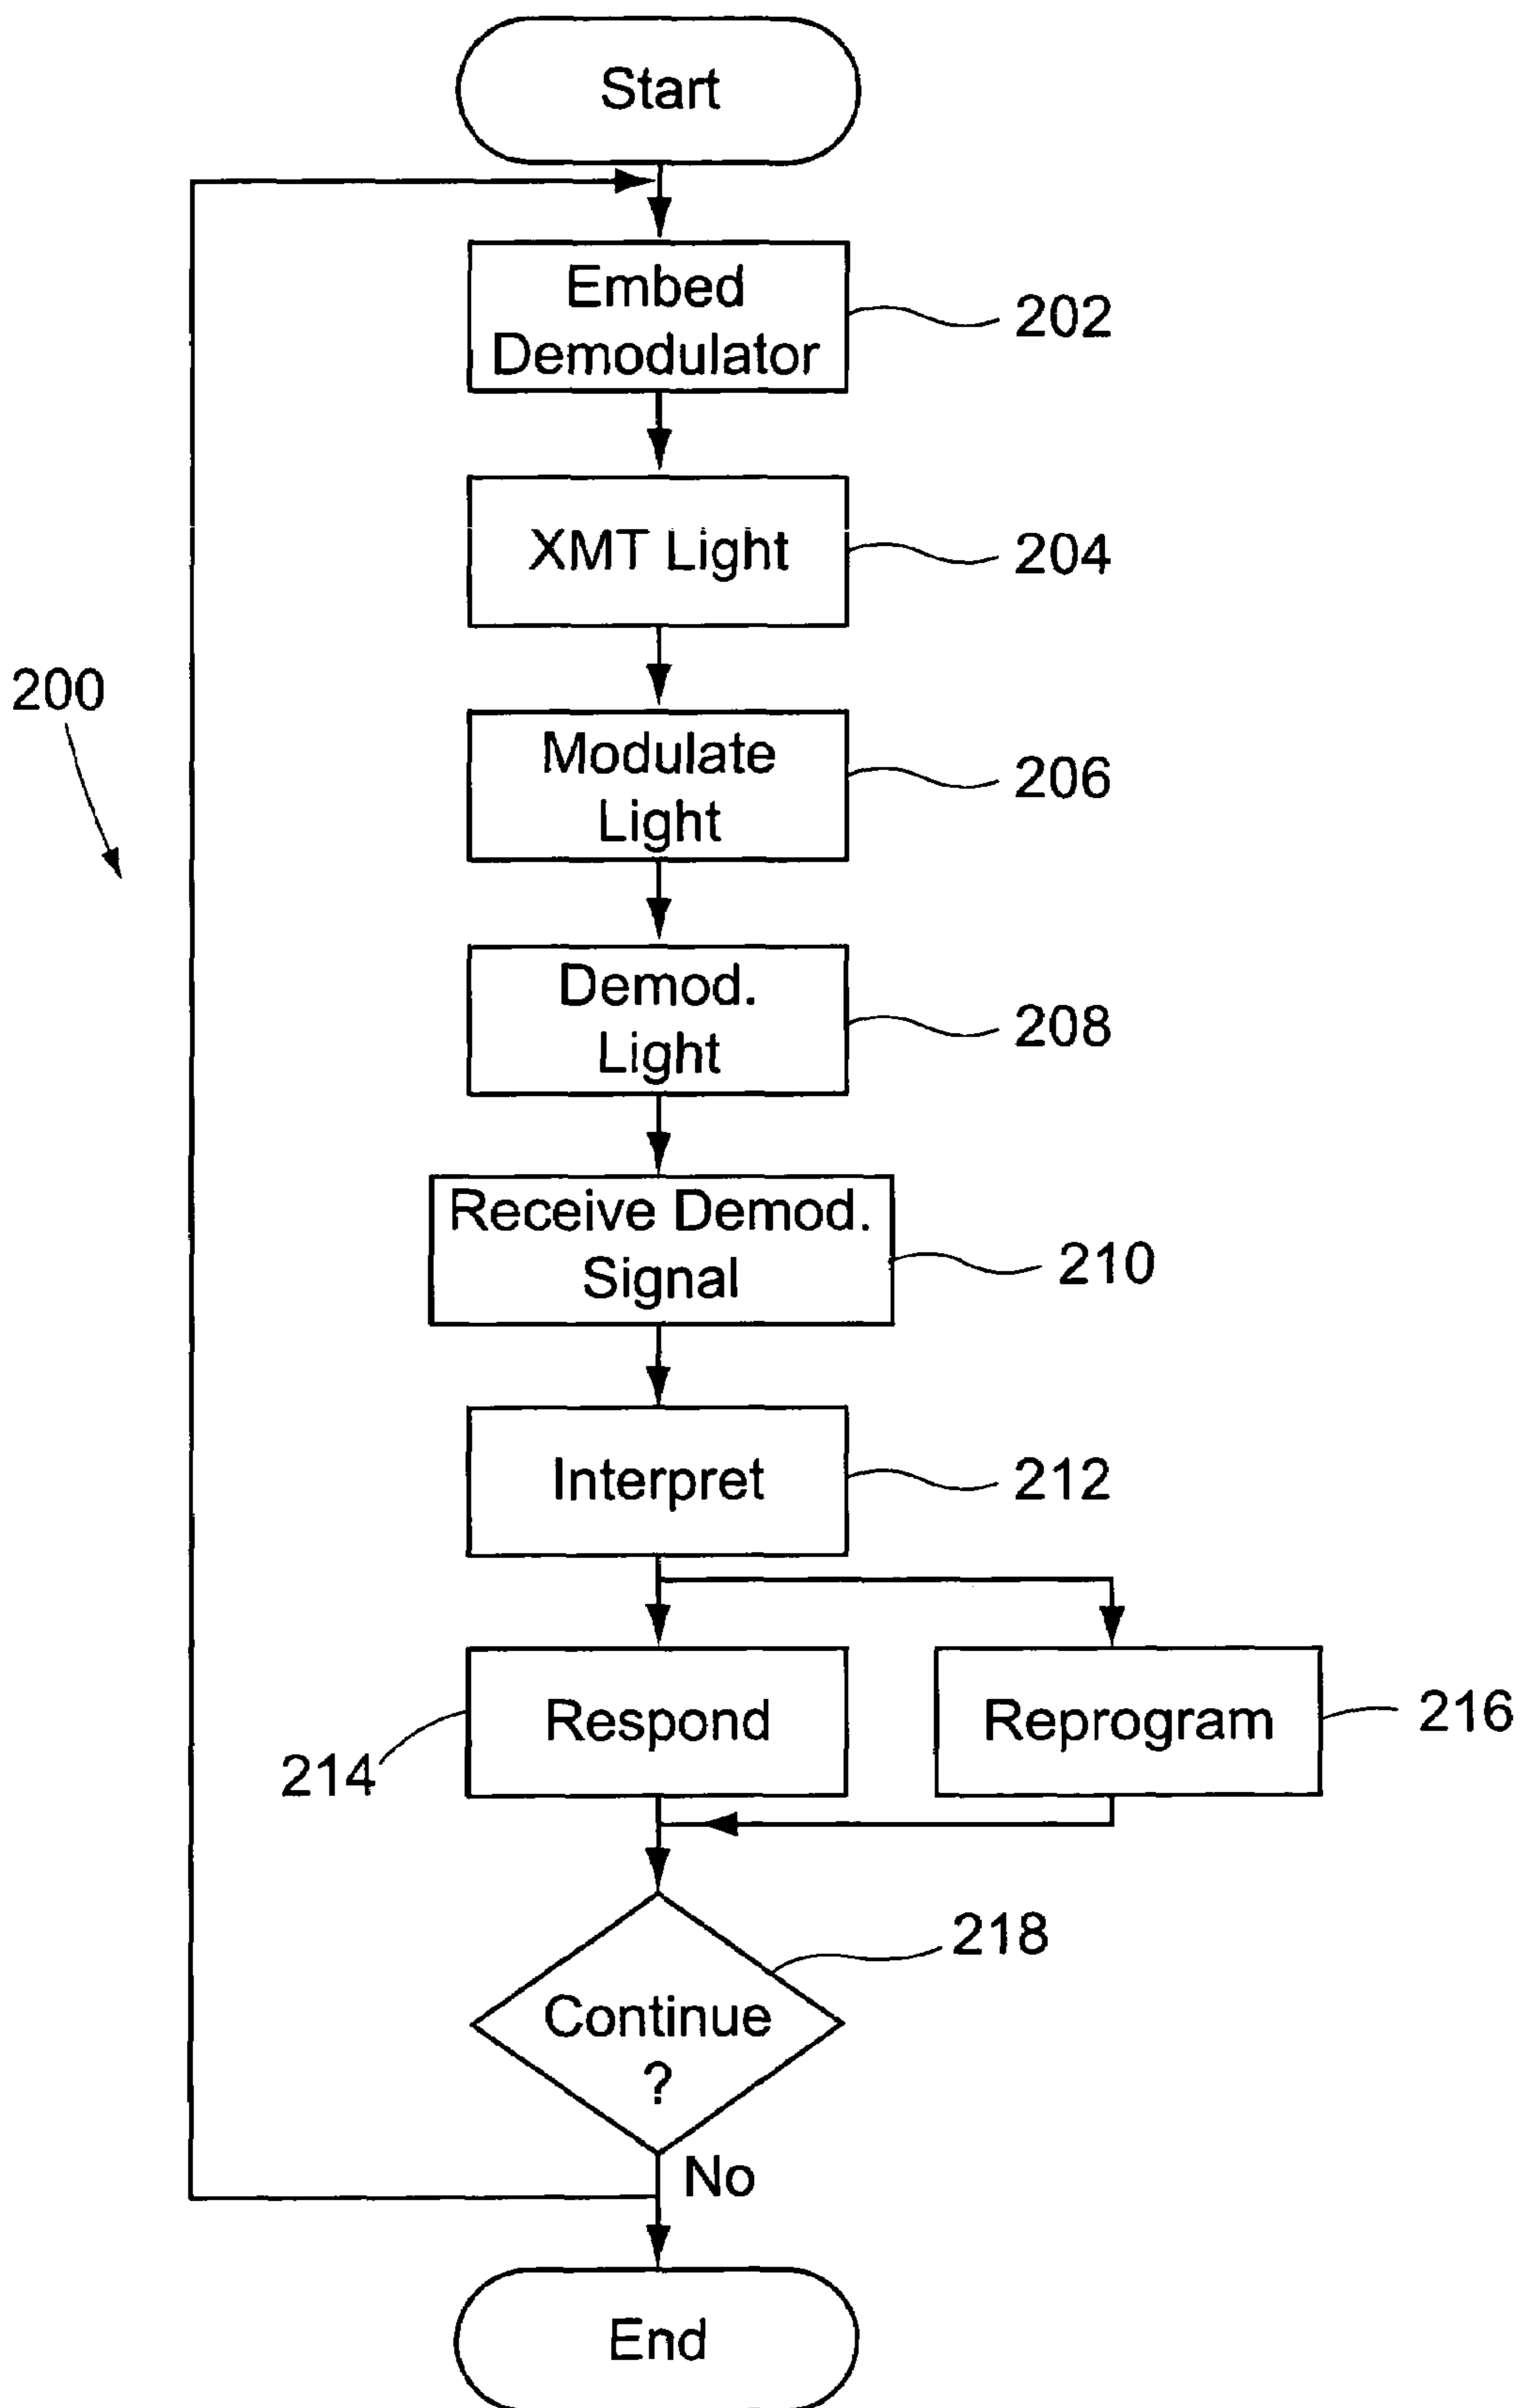 Start
Embed
Demodulator
202
XMT Light
204
200
Modulate
Light
206
Demod.
Light
208
Receive Demod.
Signal
210
Interpret
212
Respond
214
Reprogram
216
218
Continue
?
No
End